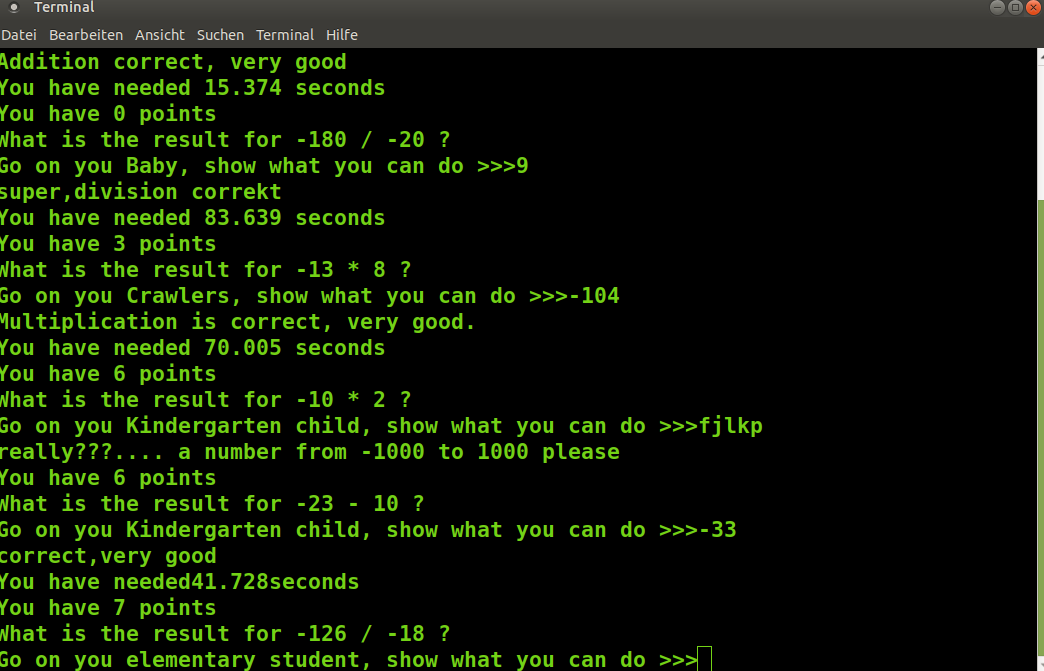 Terminal
Datei Bearbeiten Ansicht Suchen Terminal Hilfe
Addition correct, very good
You have needed 15.374 seconds
You have 0 points
What is the result for -180 / -20 ?
Go on you Baby, show what you can do >>>9
super,division correkt
You have needed 83.639 seconds
You have 3 points
What is the result for -13 * 8 ?
Go on you Crawlers, show what you can do >>>-104
Multiplication is correct, very good.
You have needed 70.005 seconds
You have 6 points
What is the result for -10 * 2 ?
Go on you Kindergarten child, show what you can do >>>fjlkp
really???.... a number from -1000 to 1000 please
You have 6 points
What is the result for -23 - 10 ?
Go on you Kindergarten child, show what you can do >>>-33
correct,very good
You have needed41.728seconds
You have 7 points
What is the result for -126 / -18 ?
Go on you elementary student, show what you can do >>>